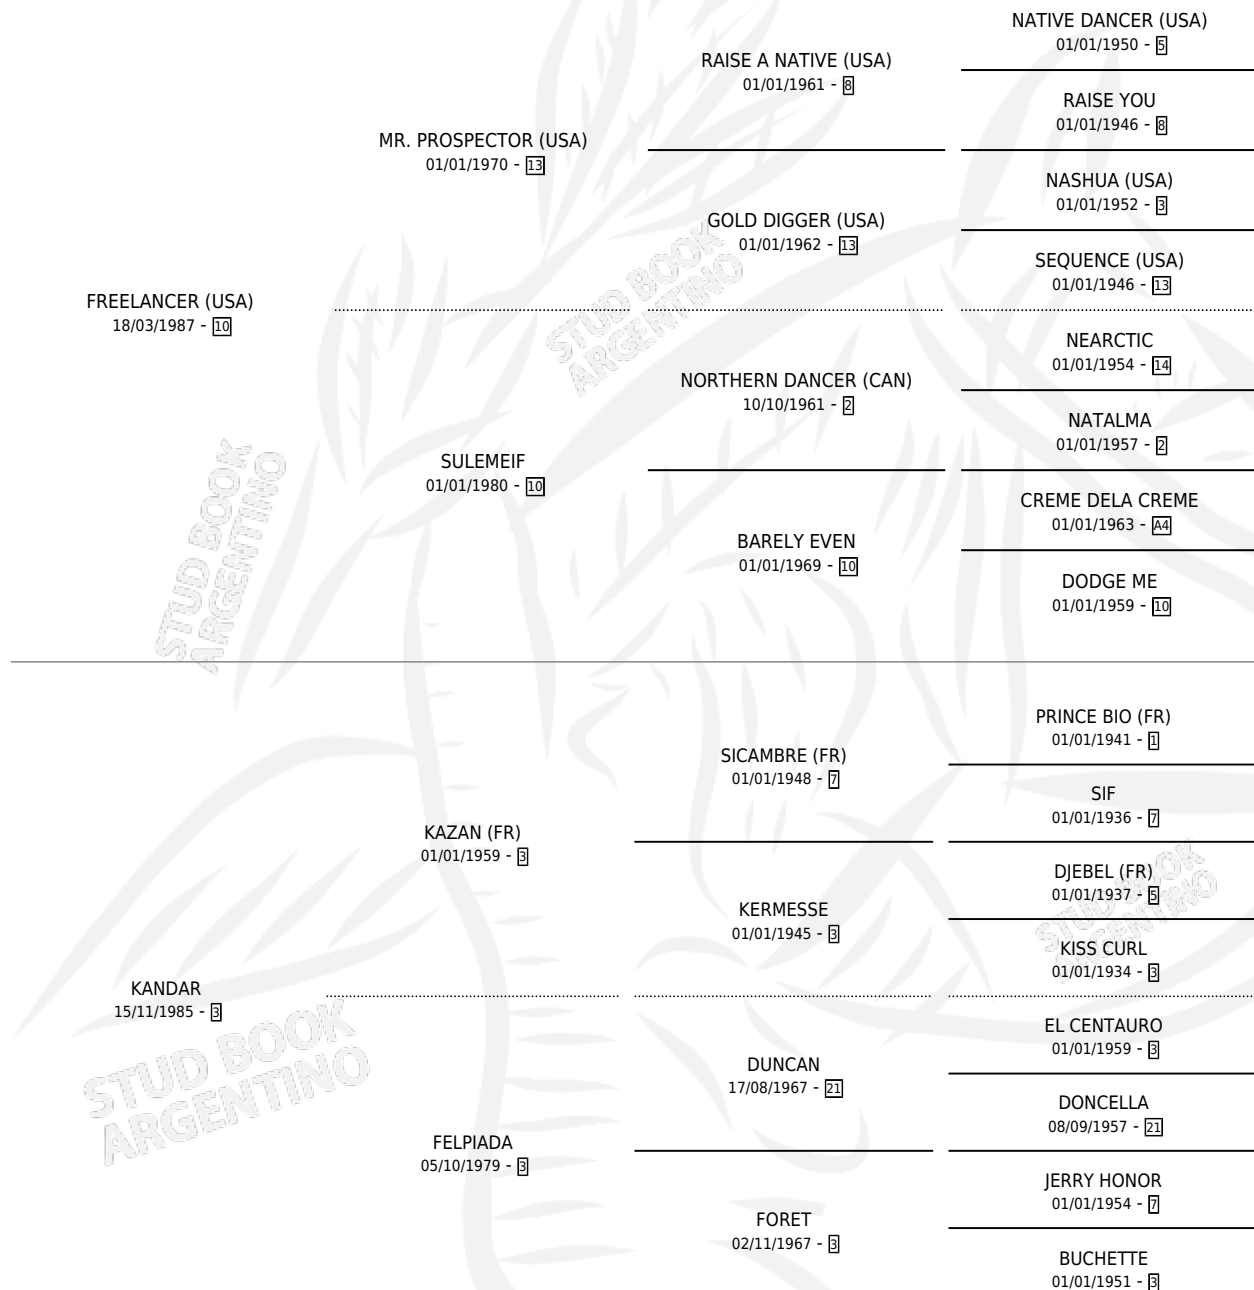 NATIVE DANCER (USA)
01/01/1950 - 5
RAISE A NATIVE (USA)
01/01/1961 - 8
RAISE YOU
01/01/1946 - 8
MR. PROSPECTOR (USA)
01/01/1970 - 13
NASHUA (USA)
01/01/1952 - 3
GOLD DIGGER (USA)
01/01/1962 - 13
SEQUENCE (USA)
01/01/1946 - 13
STUD BOOK
ARGENTINO
FREELANCER (USA)
18/03/1987 - 10
NEARCTIC
01/01/1954 - 14
NORTHERN DANCER (CAN)
10/10/1961 - 2
NATALMA
01/01/1957 - 2
SULEMEIF
01/01/1980 - 10
CREME DELA CREME
01/01/1963 - A4
BARELY EVEN
01/01/1969 - 10
DODGE ME
01/01/1959 - 10
STUD BOOK
ARGENTINO
PRINCE BIO (FR)
01/01/1941 - 1
SICAMBRE (FR)
01/01/1948 - 7
SIF
01/01/1936 - 7
KAZAN (FR)
01/01/1959 - 3
DJEBEL (FR)
01/01/1937 - 5
KERMESSE
01/01/1945 - 3
KISS CURL
01/01/1934 - 3
STUD BOOK
ARGENTINO
KANDAR
15/11/1985 - 3
EL CENTAURO
01/01/1959 - 3
DUNCAN
17/08/1967 - 21
DONCELLA
08/09/1957 - 21
STUD BOOK
ARGENTINO
FELPIADA
05/10/1979 - 3
JERRY HONOR
01/01/1954 - 7
FORET
02/11/1967 - 3
BUCHETTE
01/01/1951 - 3